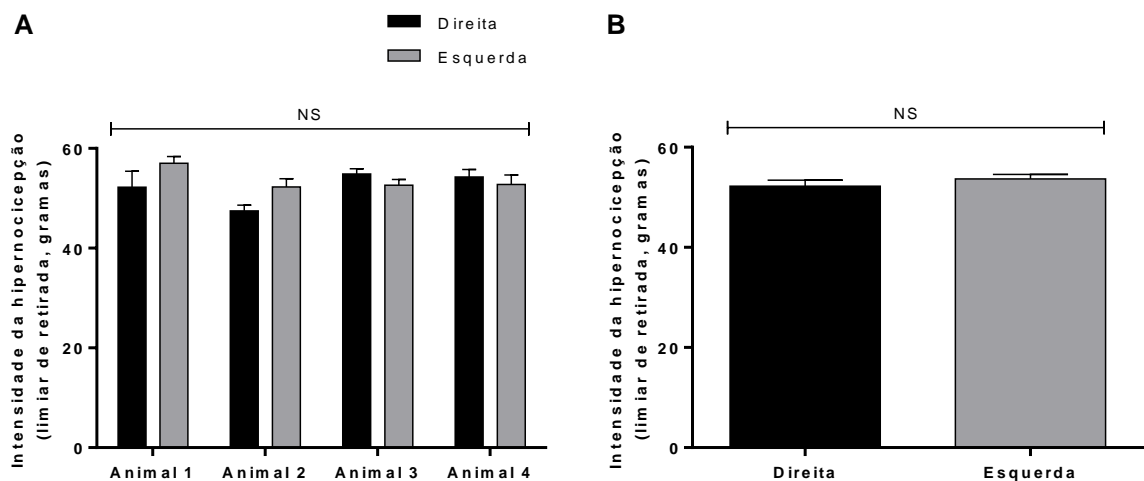 A
Direita
Esquerda
NS
Intensidade da hipernocicepção
(limiar de retirada, gramas)
60
40
20
0
Animal 1 Animal 2 Animal 3 Animal 4
B
NS
Intensidade da hipernocicepção
(limiar de retirada, gramas)
60
40
20
0
Direita Esquerda